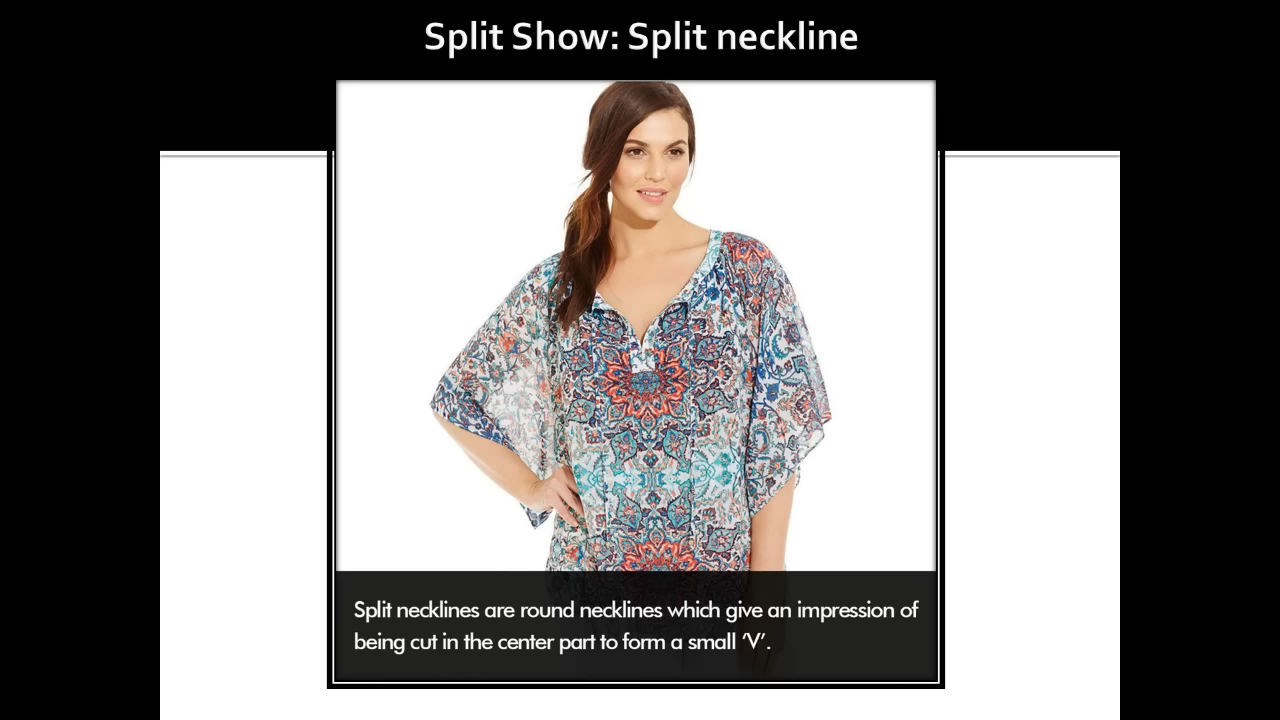 Split Show: Split neckline
Split necklines are round necklines which give an impression of
being cut in the center part to form a small ‘V’.